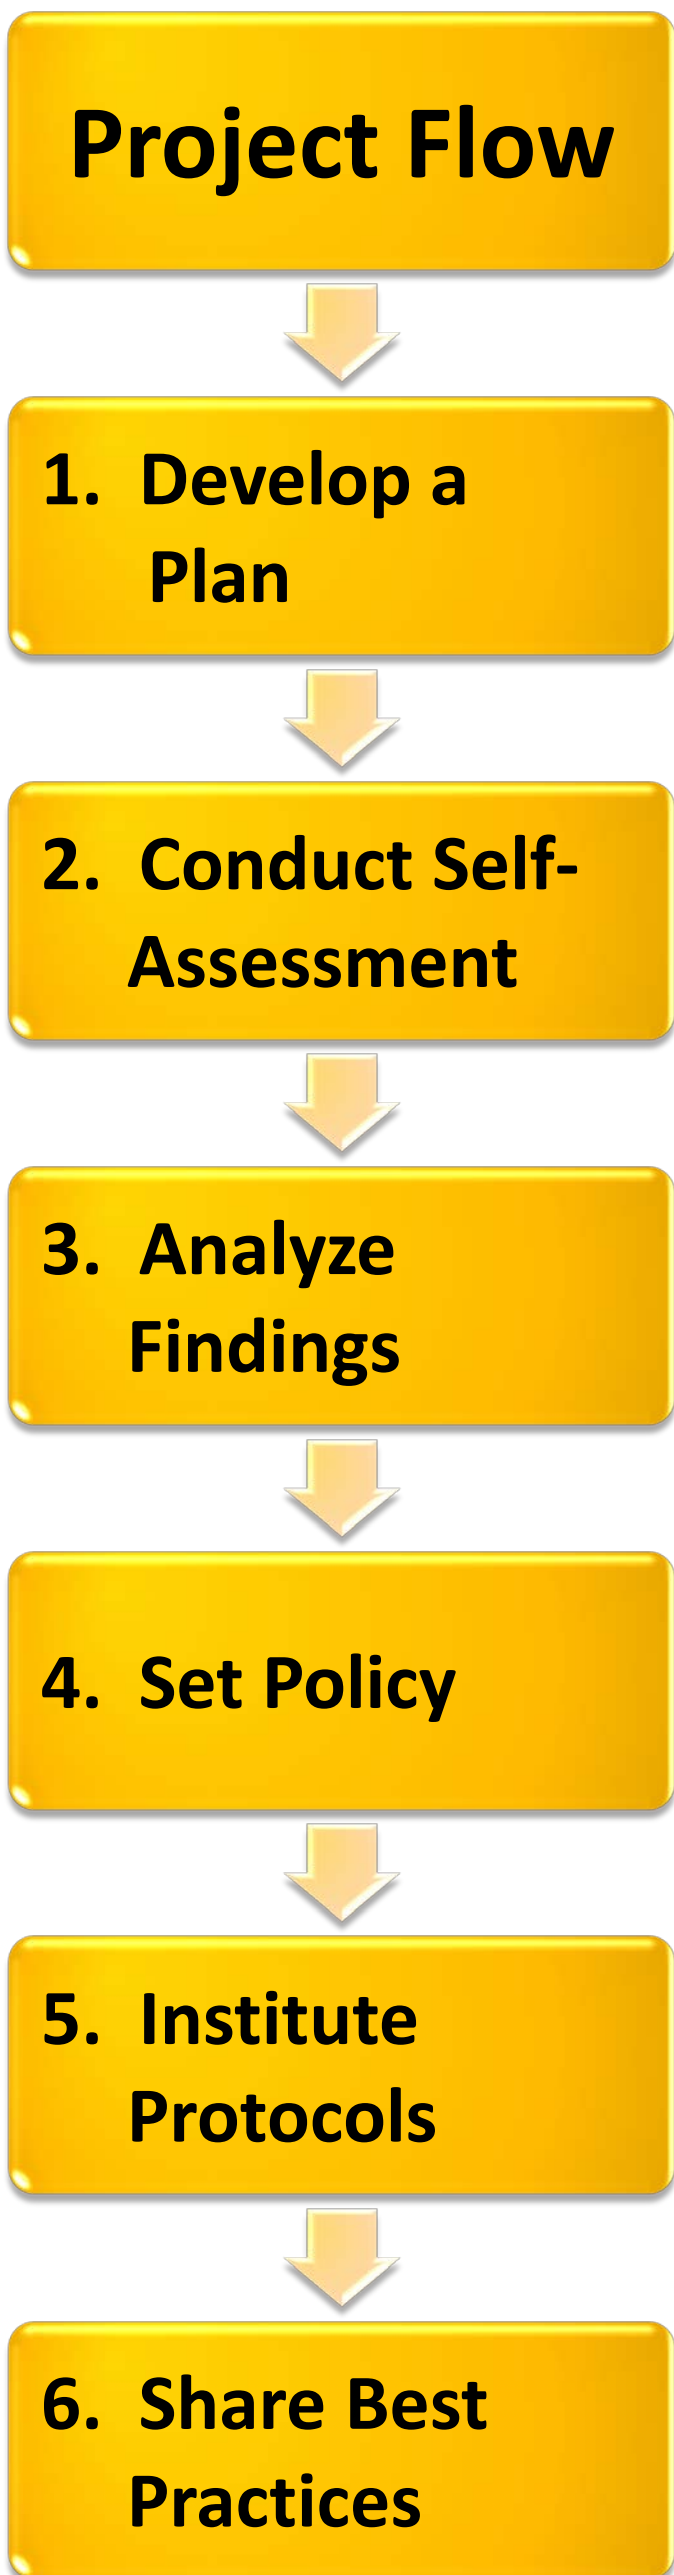 Project Flow
1. Develop a
Plan
2. Conduct Self-
Assessment
3. Analyze
Findings
4. Set Policy
5. Institute
Protocols
6. Share Best
Practices